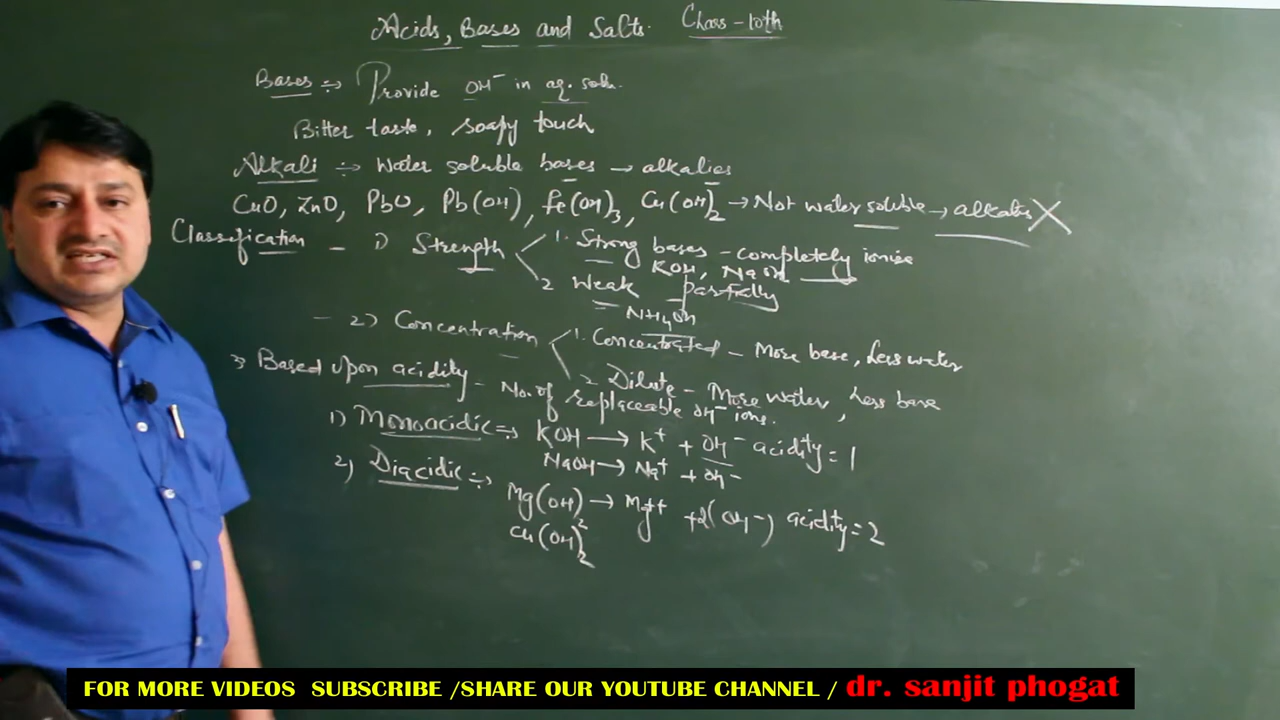 Acids, Bases and Salts. Class-10th
Bases :- Provide OH⁻ in aq. soln.
Bitter taste, soapy touch
Alkali :- Water soluble bases → alkalies
CuO, ZnO, PbO, Pb(OH), Fe(OH)₃, Cu(OH)₂ → Not water soluble → alkalies X
Classification - 1) Strength
1. Strong bases - completely ionise
KOH, NaOH
2 Weak partially
NH₄OH
- 2) Concentration
1. Concentrated - More base, Less water
2 Dilute - More water, Less base
3) Based upon acidity - No. of replaceable OH⁻ ions.
1) Monoacidic :- KOH → K⁺ + OH⁻ acidity = 1
NaOH → Na⁺ + OH⁻
2) Diacidic :-
Mg(OH)₂ → Mg⁺⁺ + 2(OH⁻) acidity = 2
Cu(OH)₂
FOR MORE VIDEOS SUBSCRIBE /SHARE OUR YOUTUBE CHANNEL / dr. sanjit phogat